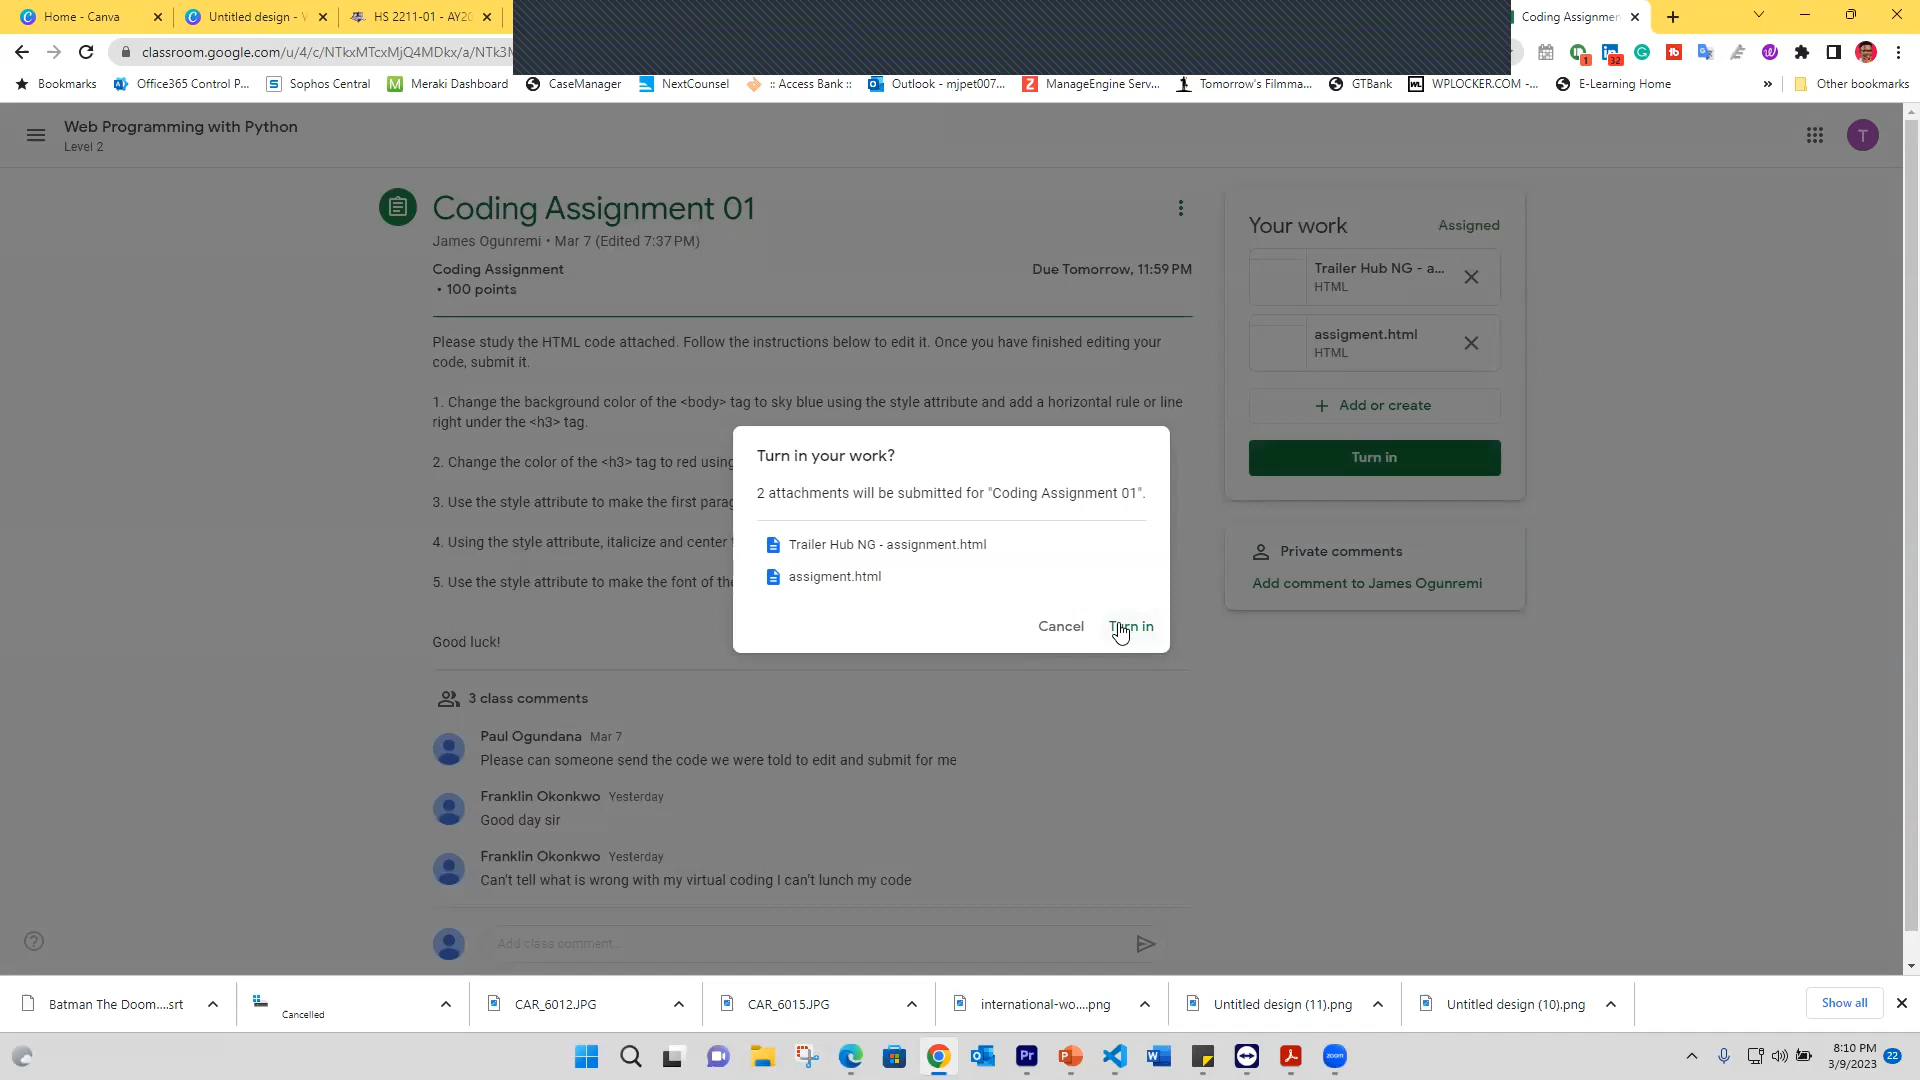 Home - Canva
Untitled design -
HS 2211-01 - AY20
Coding Assignmen
classroom.google.com/u/4/c/NTkxMTcxMjQ4MDkx/a/NTk3M
1
32
Bookmarks
Office365 Control P...
Sophos Central
Meraki Dashboard
CaseManager
NextCounsel
:: Access Bank ::
Outlook - mjpet007...
ManageEngine Serv...
Tomorrow's Filmma...
GTBank
WPLOCKER.COM -...
E-Learning Home
»
Other bookmarks
Web Programming with Python
Level 2
T
Coding Assignment 01
James Ogunremi • Mar 7 (Edited 7:37 PM)
Coding Assignment
• 100 points
Due Tomorrow, 11:59 PM
Please study the HTML code attached. Follow the instructions below to edit it. Once you have finished editing your
code, submit it.
1. Change the background color of the <body> tag to sky blue using the style attribute and add a horizontal rule or line
right under the <h3> tag.
2. Change the color of the <h3> tag to red using
3. Use the style attribute to make the first parag
4. Using the style attribute, italicize and center
5. Use the style attribute to make the font of the
Good luck!
Your work
Assigned
Trailer Hub NG - a...
HTML
assigment.html
HTML
+ Add or create
Turn in
Private comments
Add comment to James Ogunremi
Turn in your work?
2 attachments will be submitted for "Coding Assignment 01".
Trailer Hub NG - assignment.html
assigment.html
Cancel
Turn in
3 class comments
Paul Ogundana Mar 7
Please can someone send the code we were told to edit and submit for me
Franklin Okonkwo Yesterday
Good day sir
Franklin Okonkwo Yesterday
Can't tell what is wrong with my virtual coding I can't lunch my code
Add class comment...
Batman The Doom....srt
Cancelled
CAR_6012.JPG
CAR_6015.JPG
international-wo....png
Untitled design (11).png
Untitled design (10).png
Show all
8:10 PM
3/9/2023
22